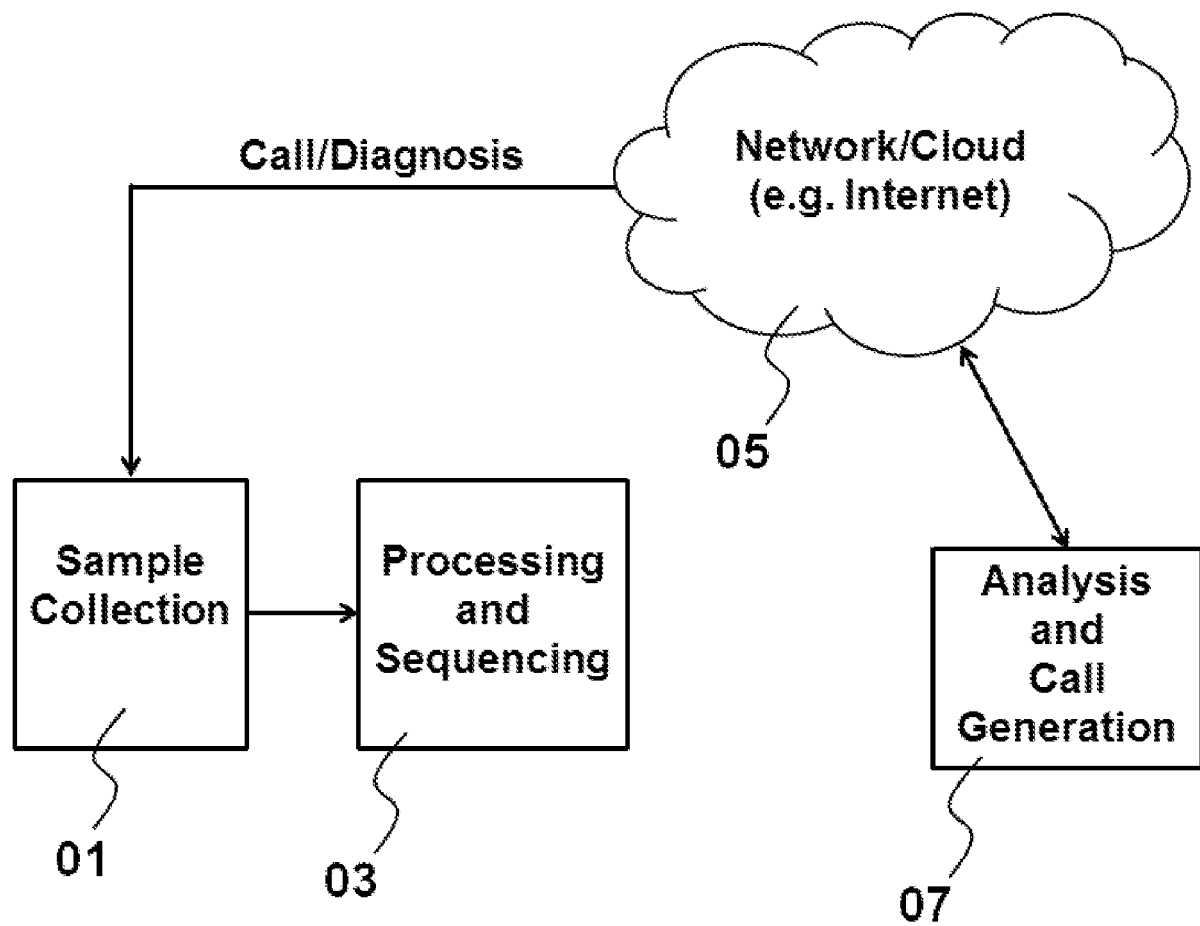 Network/Cloud
(e.g. Internet)
Call/Diagnosis
05
Sample
Collection
Processing
and
Sequencing
Analysis
and
Call
Generation
01
03
07